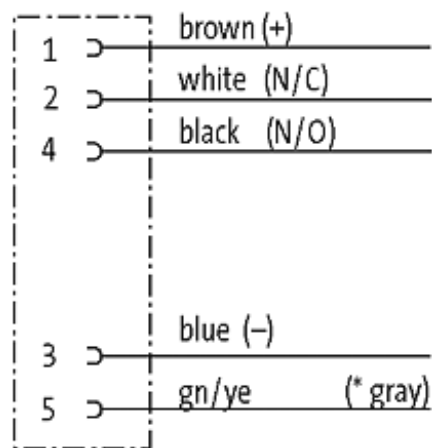 1 brown (+)
2 white (N/C)
4 black (N/O)
3 blue (–)
5 gn/ye (* gray)